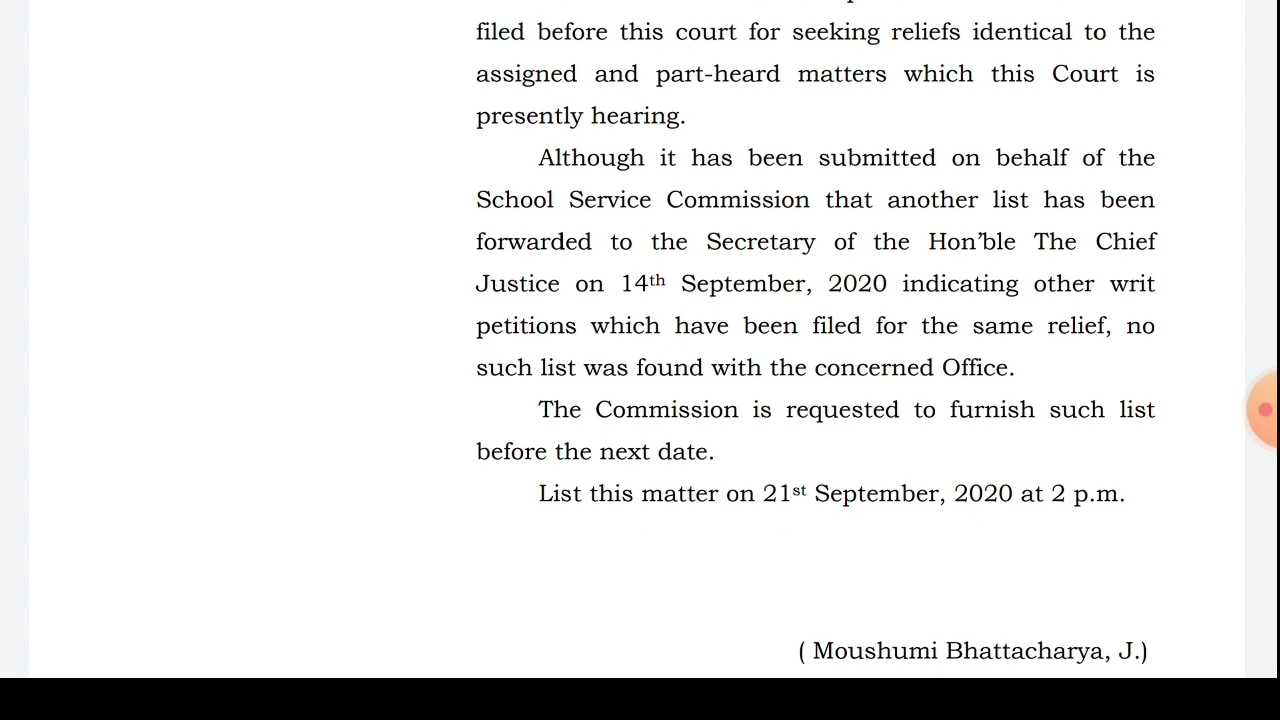 filed before this court for seeking reliefs identical to the
assigned and part-heard matters which this Court is
presently hearing.
Although it has been submitted on behalf of the
School Service Commission that another list has been
forwarded to the Secretary of the Hon’ble The Chief
Justice on 14th September, 2020 indicating other writ
petitions which have been filed for the same relief, no
such list was found with the concerned Office.
The Commission is requested to furnish such list
before the next date.
List this matter on 21st September, 2020 at 2 p.m.
( Moushumi Bhattacharya, J.)